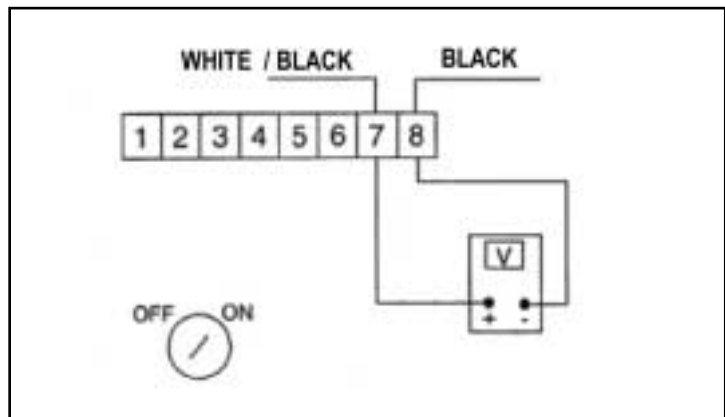 WHITE / BLACK BLACK
1 2 3 4 5 6 7 8
V
+ -
OFF ON